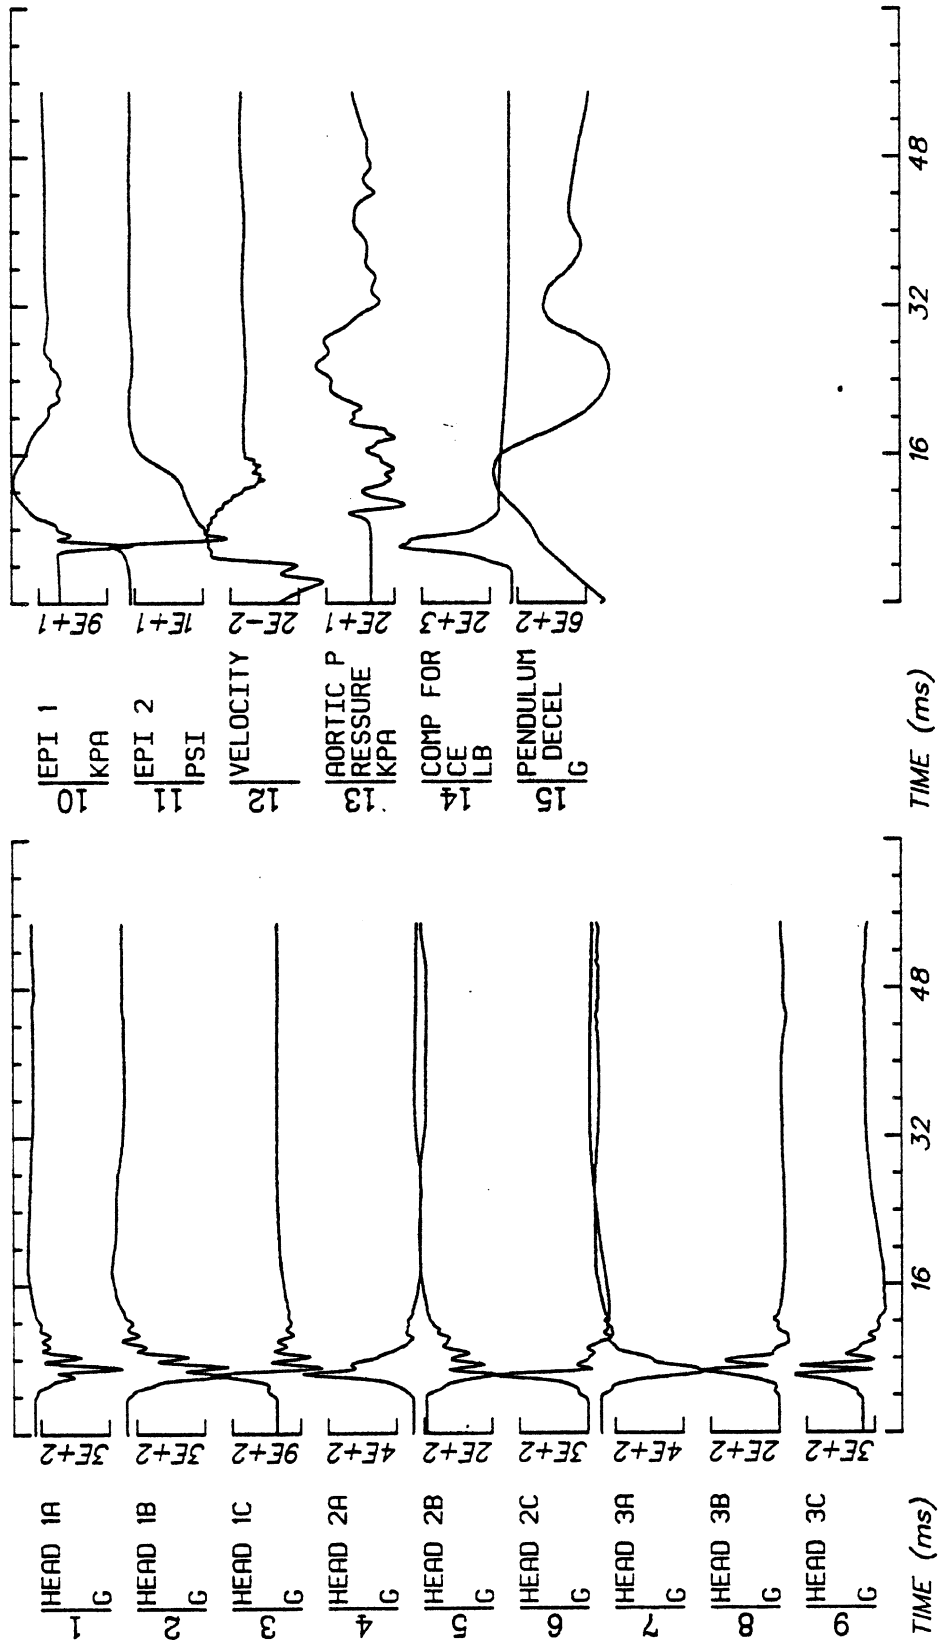 1 HEAD 1A G 3E+2
2 HEAD 1B G 3E+2
3 HEAD 1C G 9E+2
4 HEAD 2A G 4E+2
5 HEAD 2B G 2E+2
6 HEAD 2C G 3E+2
7 HEAD 3A G 4E+2
8 HEAD 3B G 2E+2
9 HEAD 3C G 3E+2
TIME (ms) 16 32 48
10 EPI 1 KPA 9E+1
11 EPI 2 PSI 1E+1
12 VELOCITY 2E-2
13 AORTIC P
RESSURE
KPA 2E+1
14 COMP FOR
CE
LB 2E+3
15 PENDULUM
DECEL
G 6E+2
TIME (ms) 16 32 48